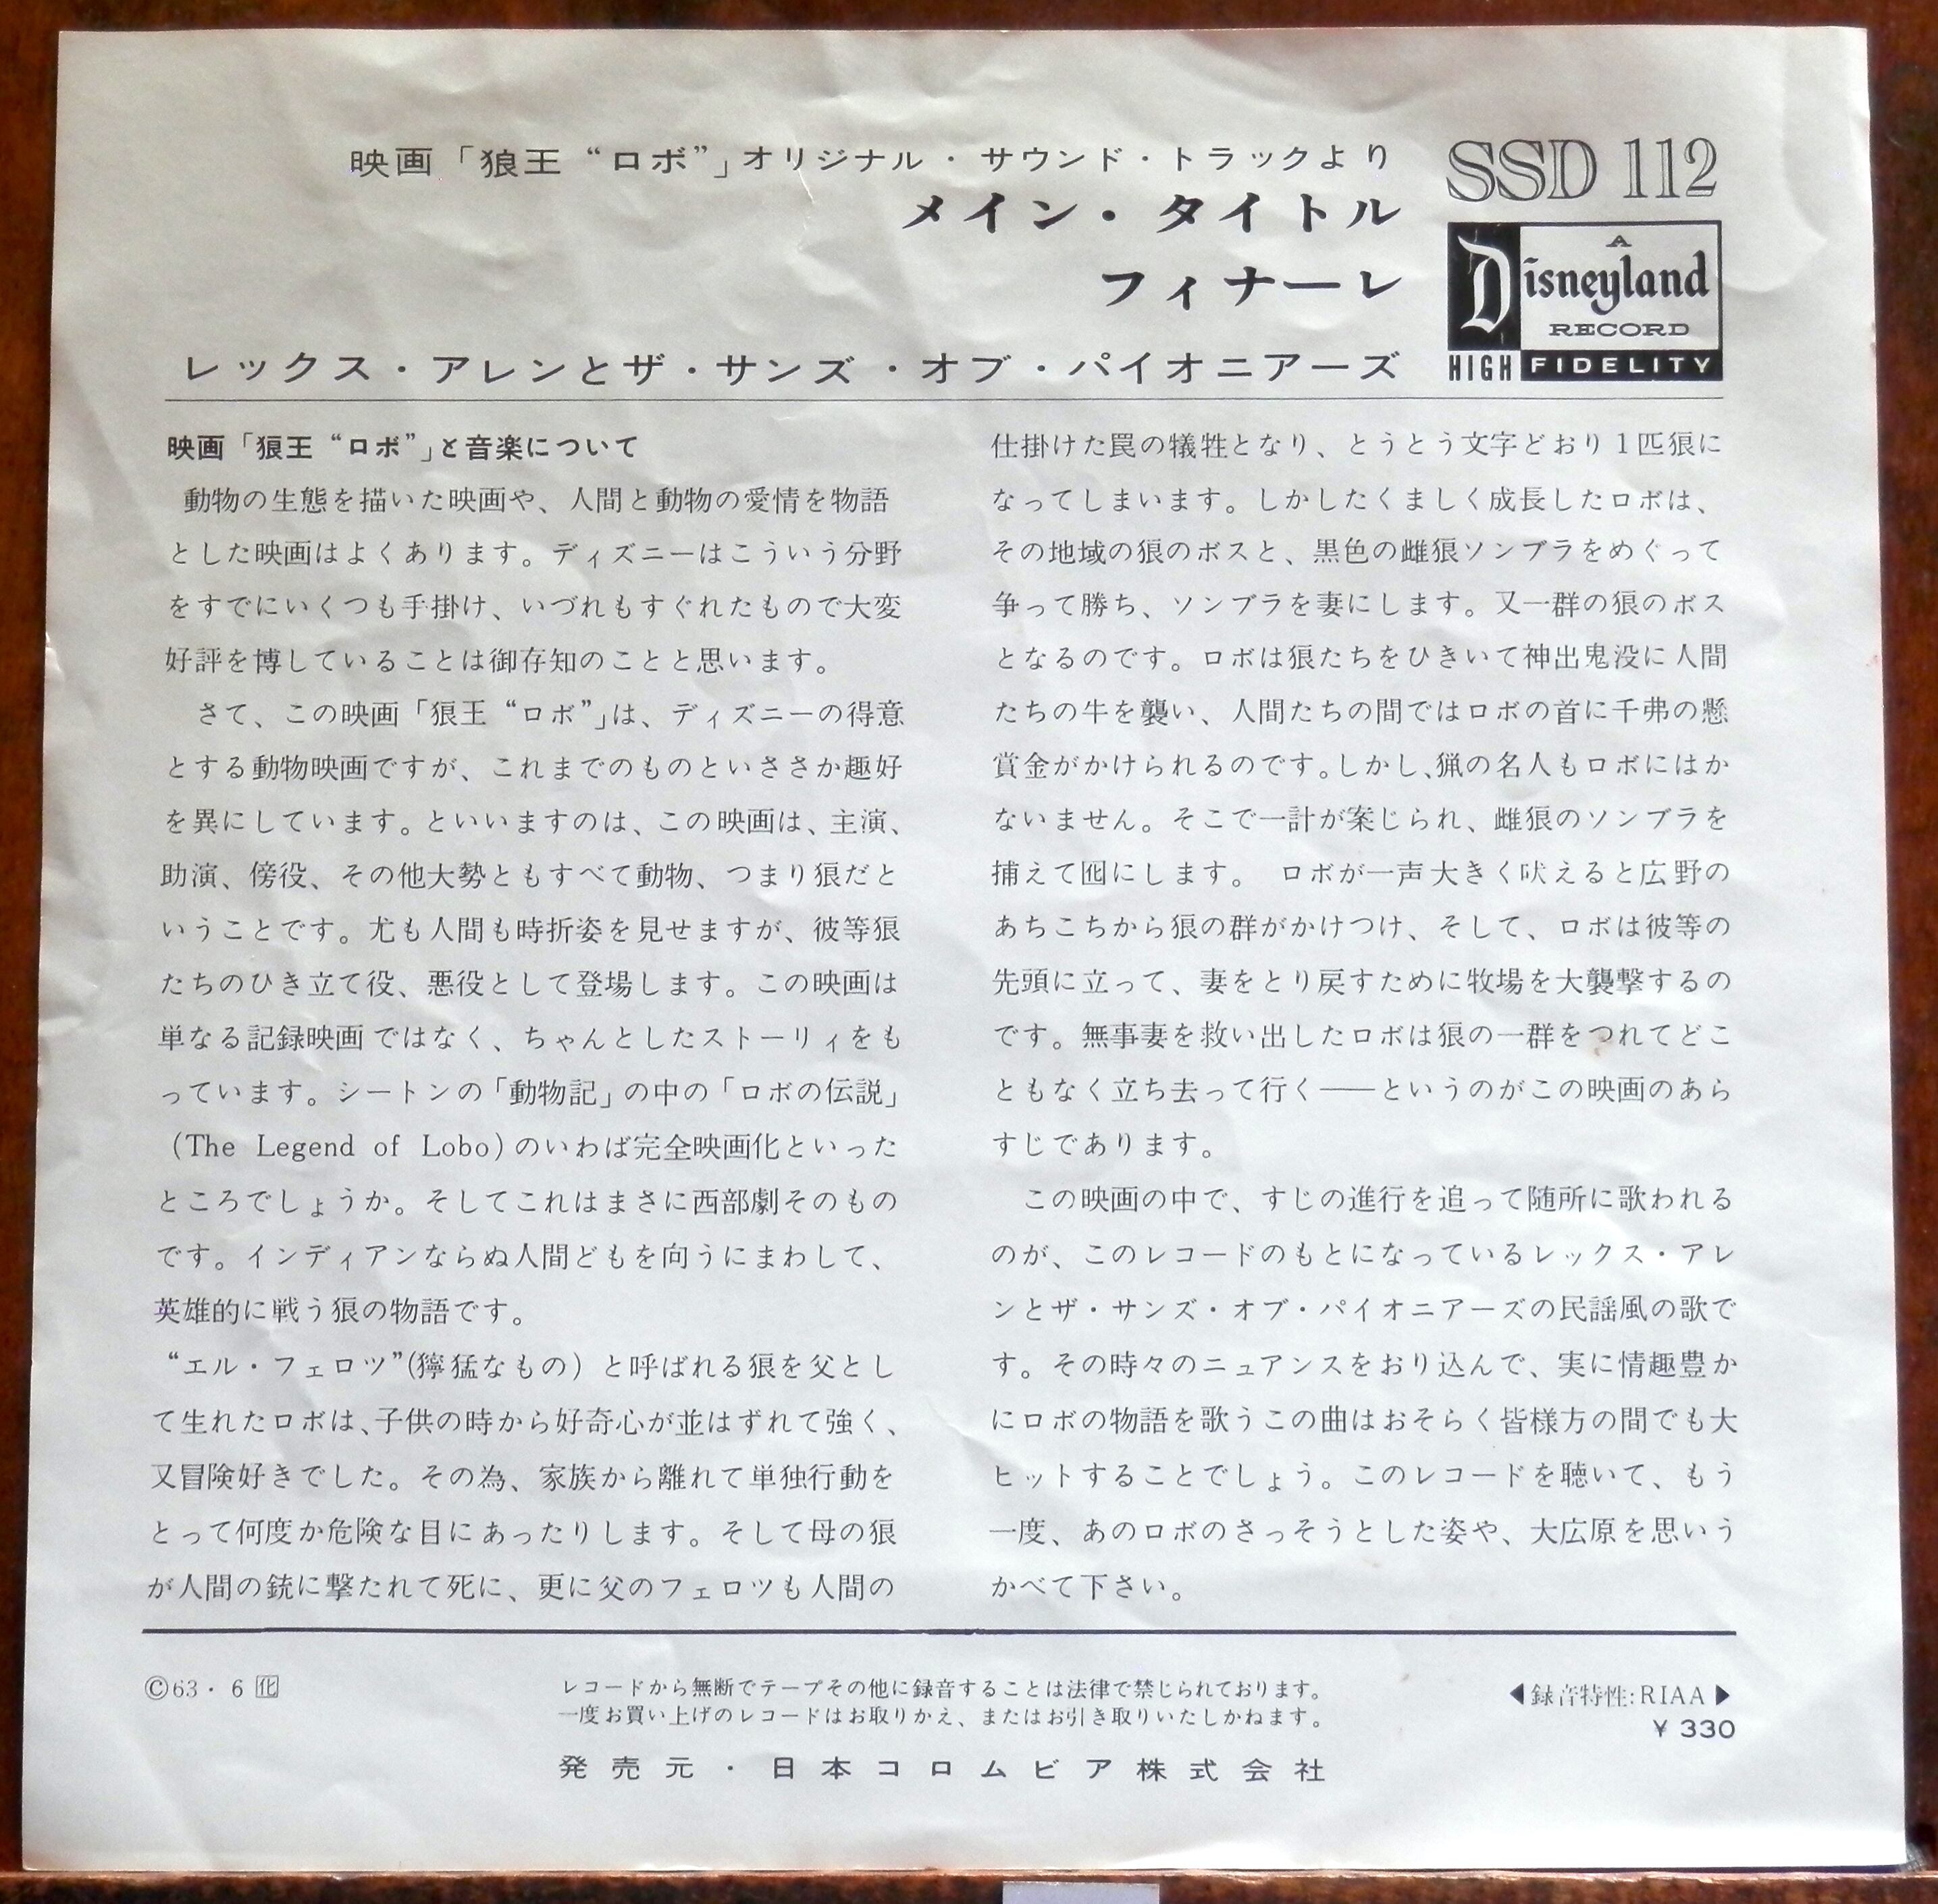 映画「狼王“ロボ”」オリジナル・サウンド・トラックより
メイン・タイトル
フィナーレ
レックス・アレンとザ・サンズ・オブ・パイオニアーズ
SSD 112
A
Disneyland
RECORD
HIGH FIDELITY
映画「狼王“ロボ”」と音楽について
動物の生態を描いた映画や、人間と動物の愛情を物語
とした映画はよくあります。ディズニーはこういう分野
をすでにいくつも手掛け、いづれもすぐれたもので大変
好評を博していることは御存知のことと思います。
さて、この映画「狼王“ロボ”」は、ディズニーの得意
とする動物映画ですが、これまでのものといささか趣好
を異にしています。といいますのは、この映画は、主演、
助演、傍役、その他大勢ともすべて動物、つまり狼だと
いうことです。尤も人間も時折姿を見せますが、彼等狼
たちのひき立て役、悪役として登場します。この映画は
単なる記録映画ではなく、ちゃんとしたストーリィをも
っています。シートンの「動物記」の中の「ロボの伝説」
(The Legend of Lobo)のいわば完全映画化といった
ところでしょうか。そしてこれはまさに西部劇そのもの
です。インディアンならぬ人間どもを向うにまわして、
英雄的に戦う狼の物語です。
“エル・フェロツ”(獰猛なもの)と呼ばれる狼を父とし
て生れたロボは、子供の時から好奇心が並はずれて強く、
又冒険好きでした。その為、家族から離れて単独行動を
とって何度か危険な目にあったりします。そして母の狼
が人間の銃に撃たれて死に、更に父のフェロツも人間の
仕掛けた罠の犠牲となり、とうとう文字どおり1匹狼に
なってしまいます。しかしたくましく成長したロボは、
その地域の狼のボスと、黒色の雌狼ソンブラをめぐって
争って勝ち、ソンブラを妻にします。又一群の狼のボス
となるのです。ロボは狼たちをひきいて神出鬼没に人間
たちの牛を襲い、人間たちの間ではロボの首に千弗の懸
賞金がかけられるのです。しかし、猟の名人もロボにはか
ないません。そこで一計が案じられ、雌狼のソンブラを
捕えて囮にします。 ロボが一声大きく吠えると広野の
あちこちから狼の群がかけつけ、そして、ロボは彼等の
先頭に立って、妻をとり戻すために牧場を大襲撃するの
です。無事妻を救い出したロボは狼の一群をつれてどこ
ともなく立ち去って行く——というのがこの映画のあら
すじであります。
この映画の中で、すじの進行を追って随所に歌われる
のが、このレコードのもとになっているレックス・アレ
ンとザ・サンズ・オブ・パイオニアーズの民謡風の歌で
す。その時々のニュアンスをおり込んで、実に情趣豊か
にロボの物語を歌うこの曲はおそらく皆様方の間でも大
ヒットすることでしょう。このレコードを聴いて、もう
一度、あのロボのさっそうとした姿や、大広原を思いう
かべて下さい。
©63・6 化
レコードから無断でテープその他に録音することは法律で禁じられております。
一度お買い上げのレコードはお取りかえ、またはお引き取りいたしかねます。
発売元・日本コロムビア株式会社
◀録音特性:RIAA▶
¥330